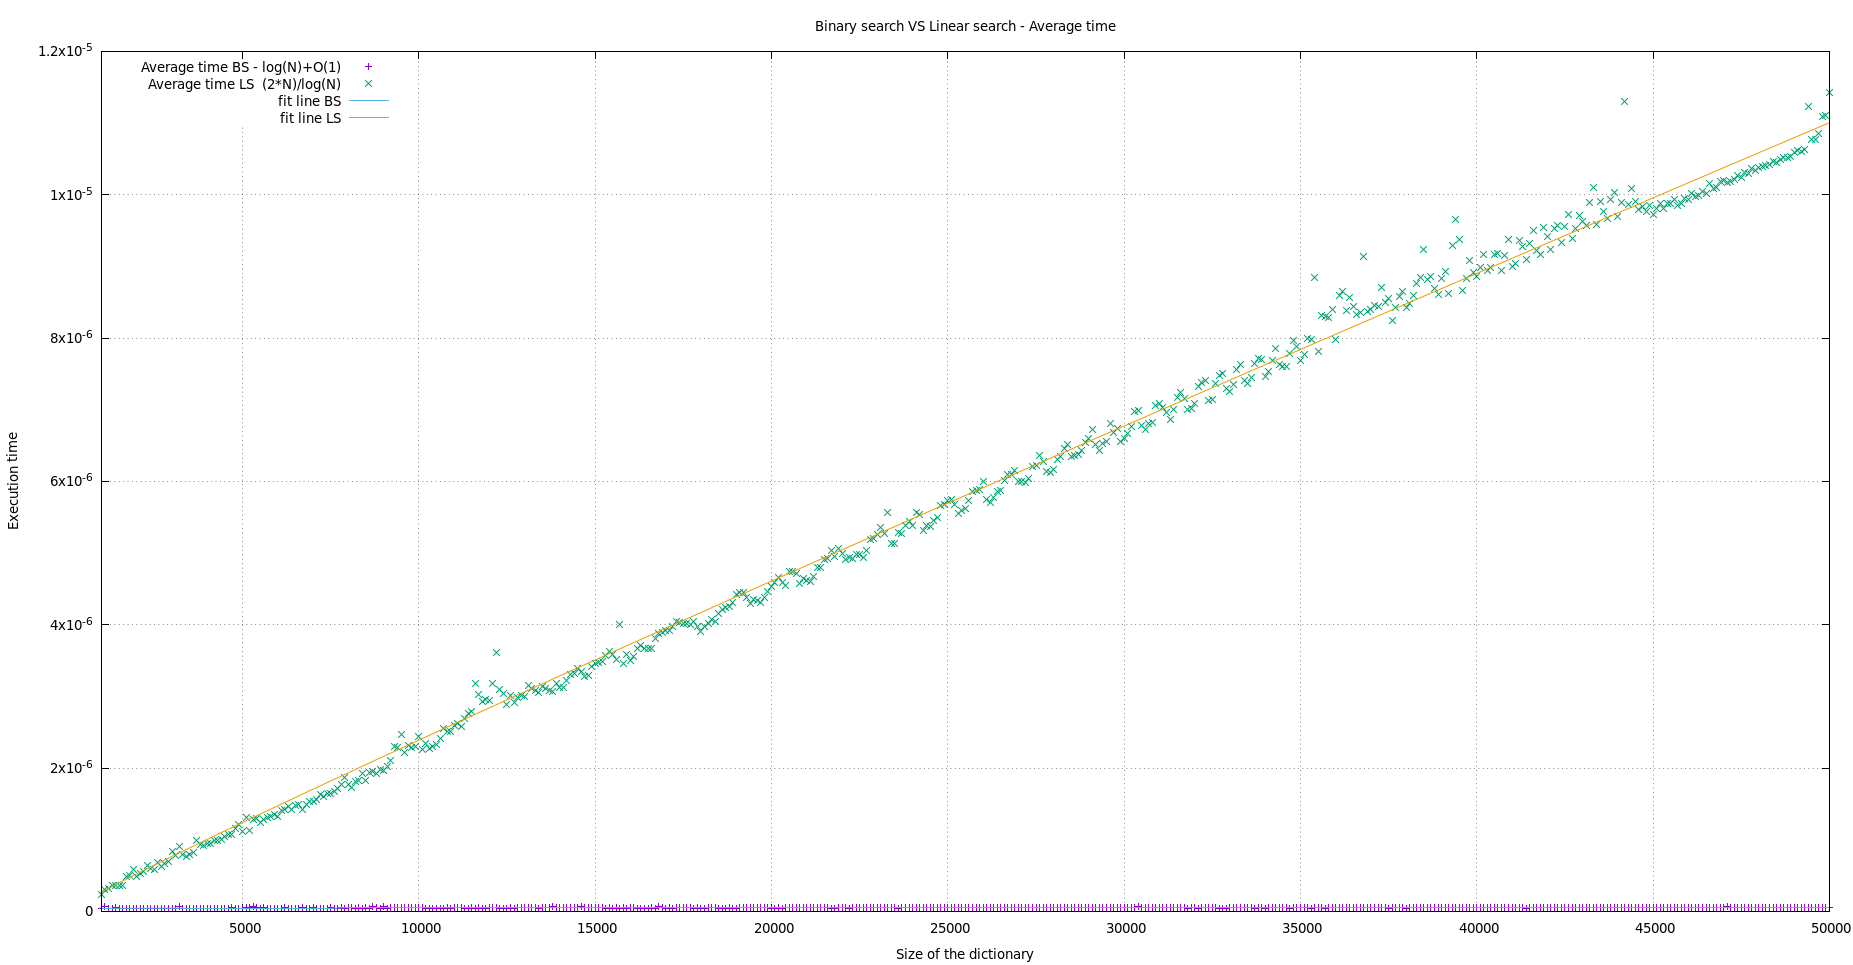 Binary search VS Linear search - Average time
1.2x10⁻⁵
1x10⁻⁵
8x10⁻⁶
6x10⁻⁶
4x10⁻⁶
2x10⁻⁶
0
Average time BS - log(N)+O(1)
Average time LS (2*N)/log(N)
fit line BS
fit line LS
Execution time
5000 10000 15000 20000 25000 30000 35000 40000 45000 50000
Size of the dictionary